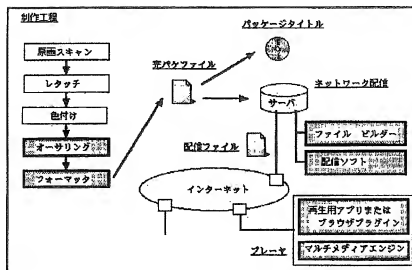 制作工程
原画スキャン
レタッチ
色付け
オーサリング
フォーマッタ
完パケファイル
パッケージタイトル
ネットワーク配信
サーバ
ファイル ビルダー
配信ソフト
配信ファイル
インターネット
再生用アプリまたは
ブラウザプラグイン
マルチメディアエンジン
プレーヤ